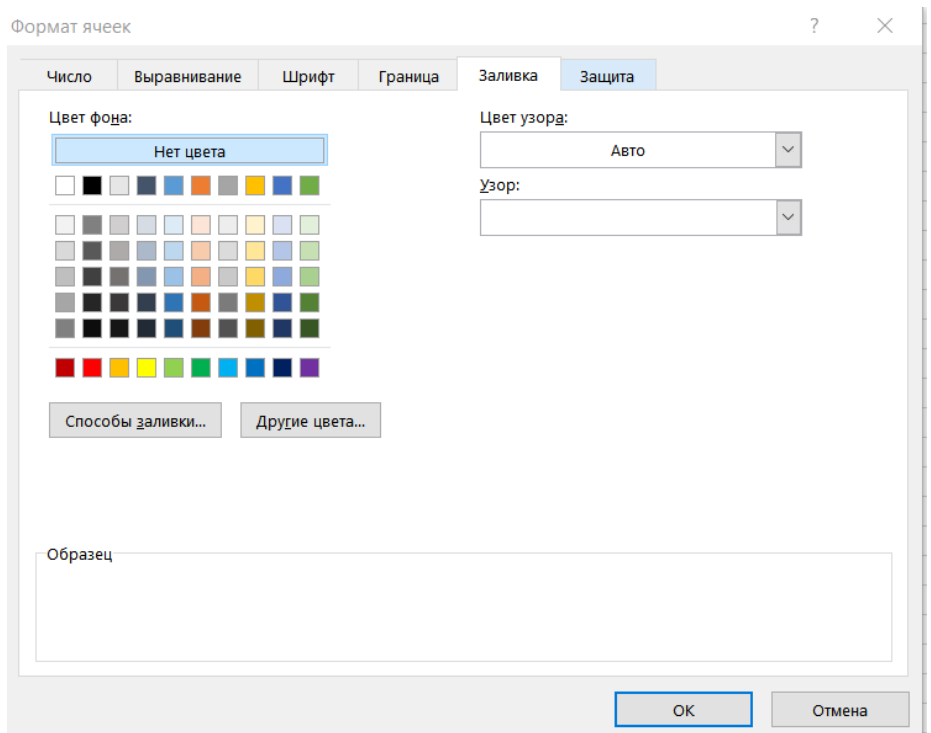 Формат ячеек
?
Число Выравнивание Шрифт Граница Заливка Защита
Цвет фона:
Нет цвета
Цвет узора:
Авто
Узор:
Способы заливки... Другие цвета...
Образец
ОК Отмена